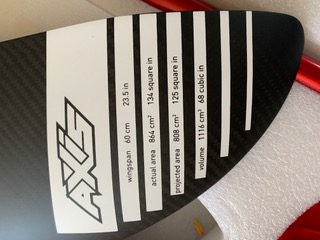 AXIS
wingspan 60 cm 23.5 in
actual area 864 cm² 134 square in
projected area 808 cm² 125 square in
volume 1116 cm³ 68 cubic in